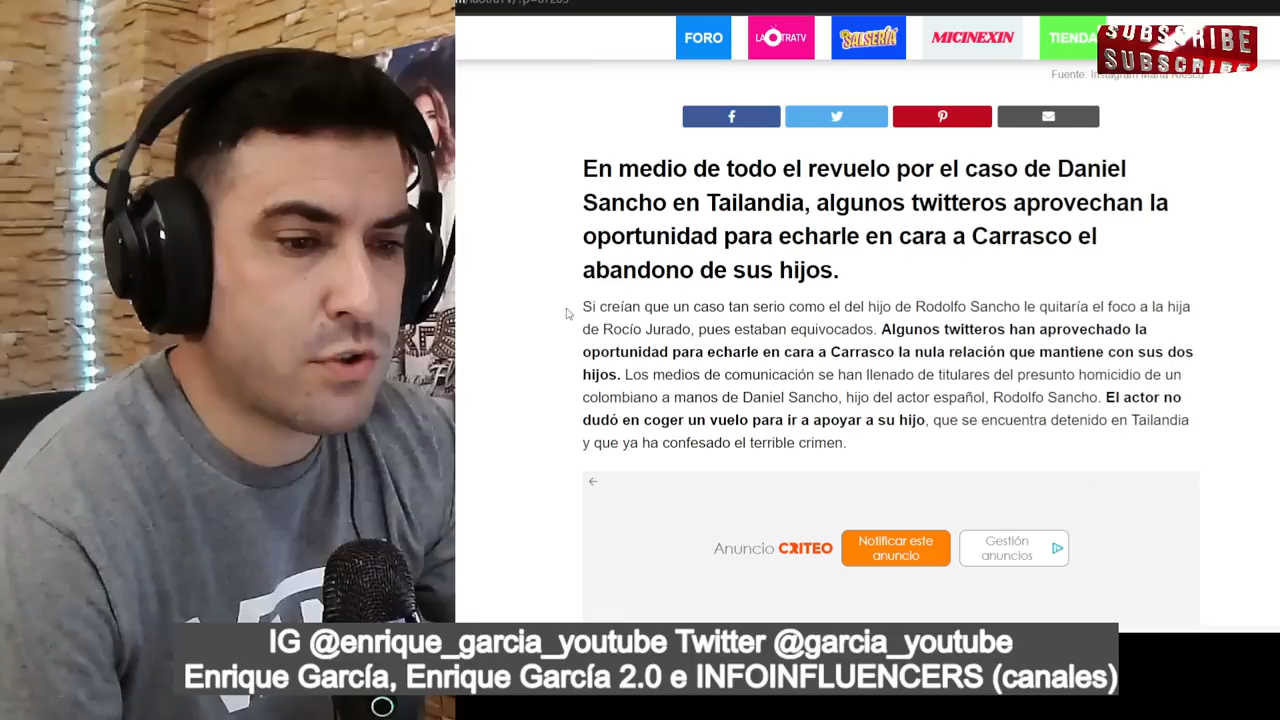 FORO
LA OTRATV
SALSERÍA
MICINEXIN
TIENDA
SUBSCRIBE
SUBSCRIBE
Fuente: Instagram María Riesco
En medio de todo el revuelo por el caso de Daniel
Sancho en Tailandia, algunos twitteros aprovechan la
oportunidad para echarle en cara a Carrasco el
abandono de sus hijos.
Si creían que un caso tan serio como el del hijo de Rodolfo Sancho le quitaría el foco a la hija
de Rocío Jurado, pues estaban equivocados. Algunos twitteros han aprovechado la
oportunidad para echarle en cara a Carrasco la nula relación que mantiene con sus dos
hijos. Los medios de comunicación se han llenado de titulares del presunto homicidio de un
colombiano a manos de Daniel Sancho, hijo del actor español, Rodolfo Sancho. El actor no
dudó en coger un vuelo para ir a apoyar a su hijo, que se encuentra detenido en Tailandia
y que ya ha confesado el terrible crimen.
Anuncio CRITEO
Notificar este
anuncio
Gestión
anuncios
IG @enrique_garcia_youtube Twitter @garcia_youtube
Enrique García, Enrique García 2.0 e INFOINFLUENCERS (canales)